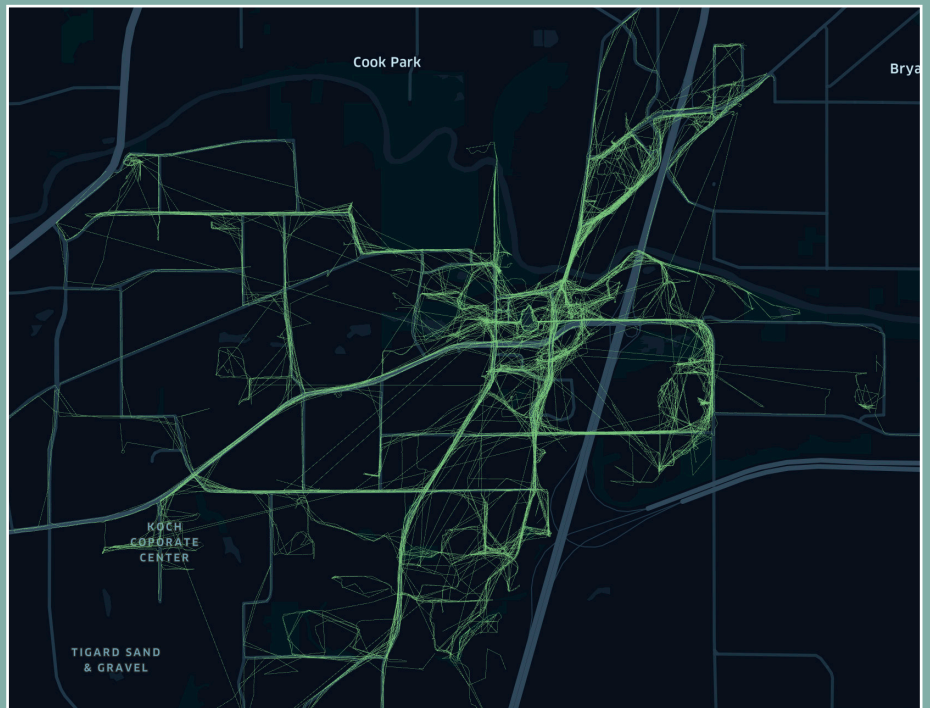 Cook Park
Brya
KOCH
COPORATE
CENTER
TIGARD SAND
& GRAVEL